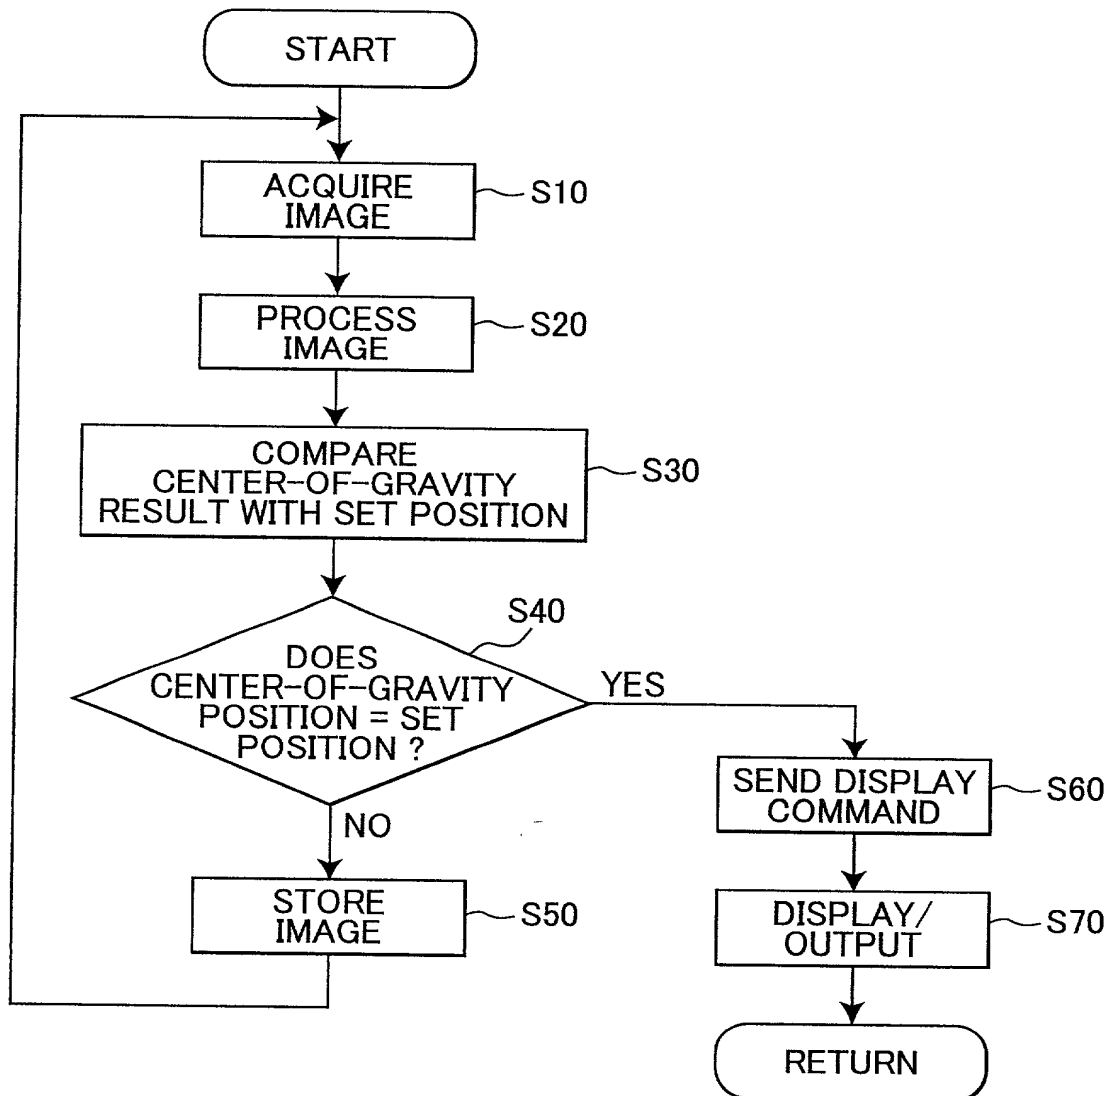 START
ACQUIRE
IMAGE
S10
PROCESS
IMAGE
S20
COMPARE
CENTER-OF-GRAVITY
RESULT WITH SET POSITION
S30
S40
DOES
CENTER-OF-GRAVITY
POSITION = SET
POSITION ?
YES
NO
SEND DISPLAY
COMMAND
S60
STORE
IMAGE
S50
DISPLAY/
OUTPUT
S70
RETURN